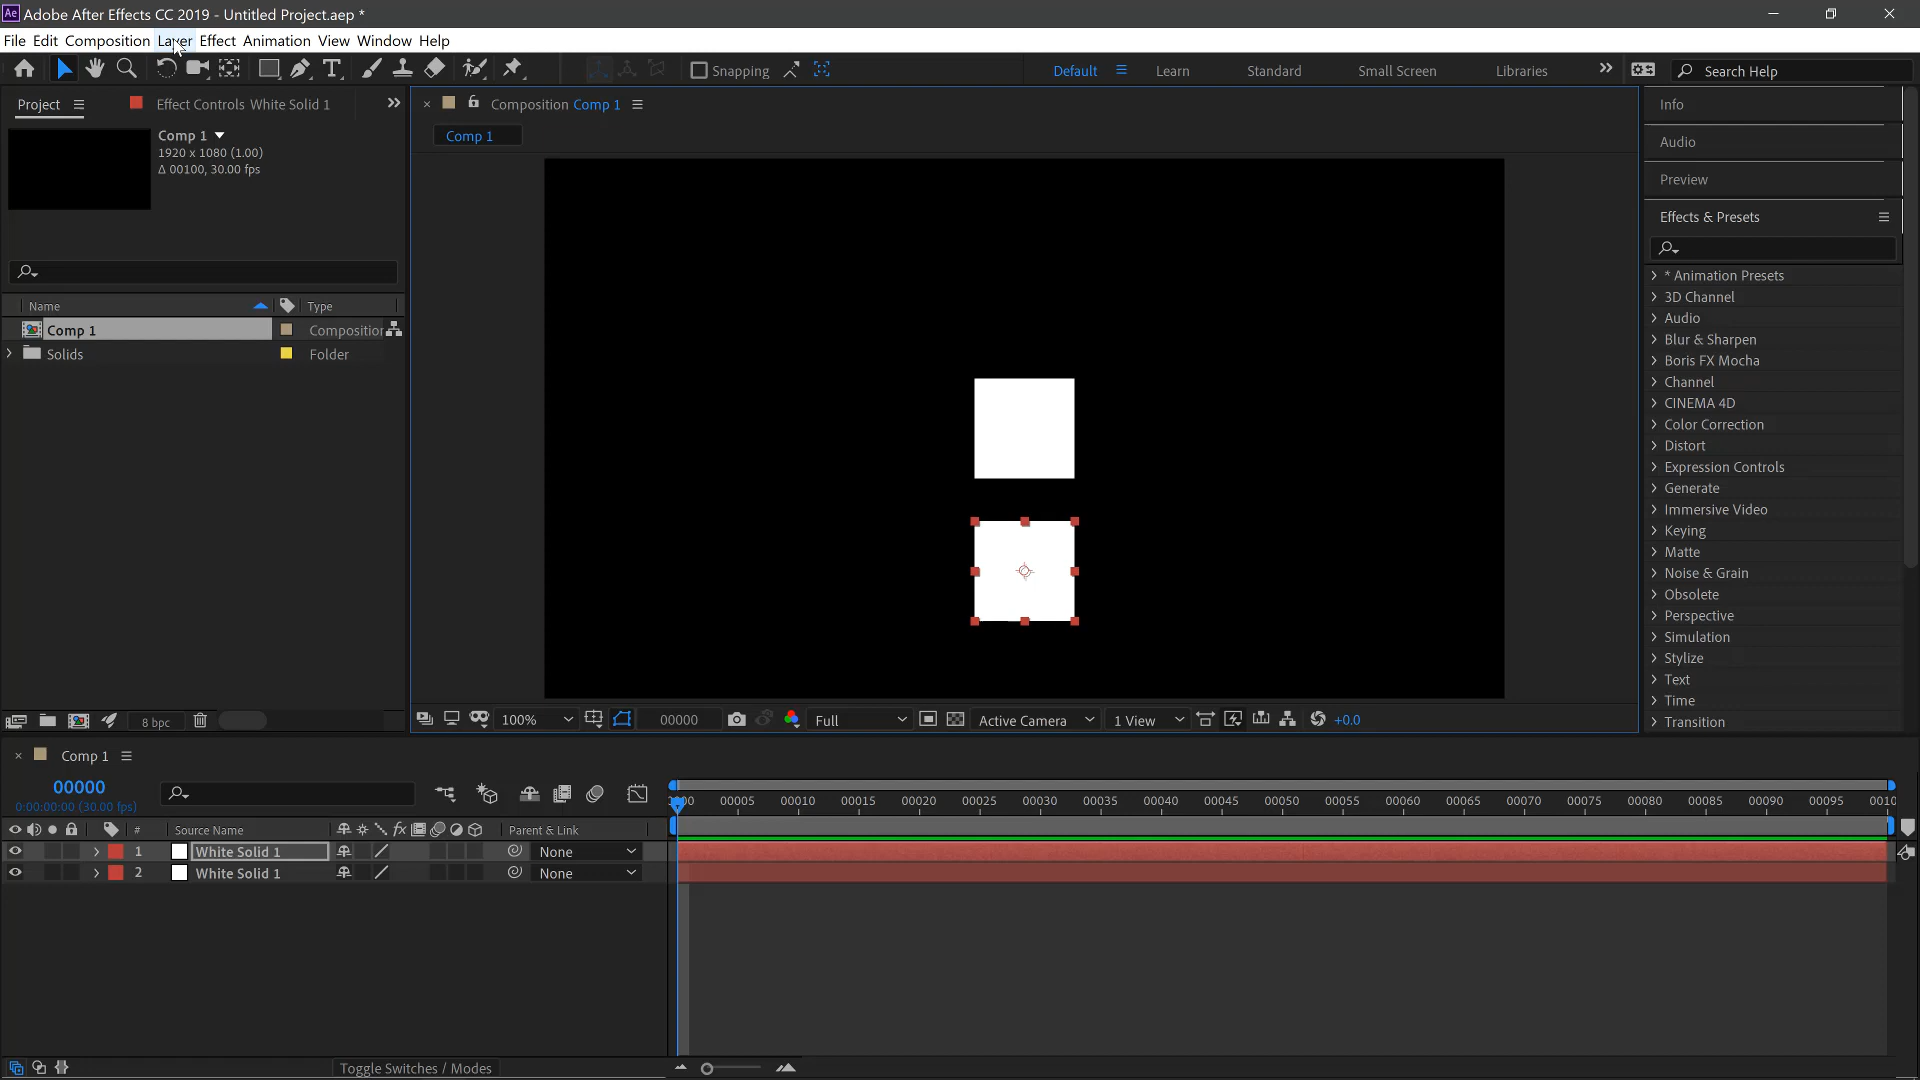 Ae Adobe After Effects CC 2019 - Untitled Project.aep *
File Edit Composition Layer Effect Animation View Window Help
Snapping
Default
Learn
Standard
Small Screen
Libraries
Search Help
Project
Effect Controls White Solid 1
Composition Comp 1
Comp 1
Comp 1
1920 x 1080 (1.00)
Δ 00100, 30.00 fps
Name
Type
Comp 1
Composition
Solids
Folder
8 bpc
100%
00000
Full
Active Camera
1 View
+0.0
Info
Audio
Preview
Effects & Presets
* Animation Presets
3D Channel
Audio
Blur & Sharpen
Boris FX Mocha
Channel
CINEMA 4D
Color Correction
Distort
Expression Controls
Generate
Immersive Video
Keying
Matte
Noise & Grain
Obsolete
Perspective
Simulation
Stylize
Text
Time
Transition
Comp 1
00000
0:00:00:00 (30.00 fps)
00 00005 00010 00015 00020 00025 00030 00035 00040 00045 00050 00055 00060 00065 00070 00075 00080 00085 00090 00095 0010
# Source Name fx Parent & Link
1 White Solid 1 None
2 White Solid 1 None
Toggle Switches / Modes